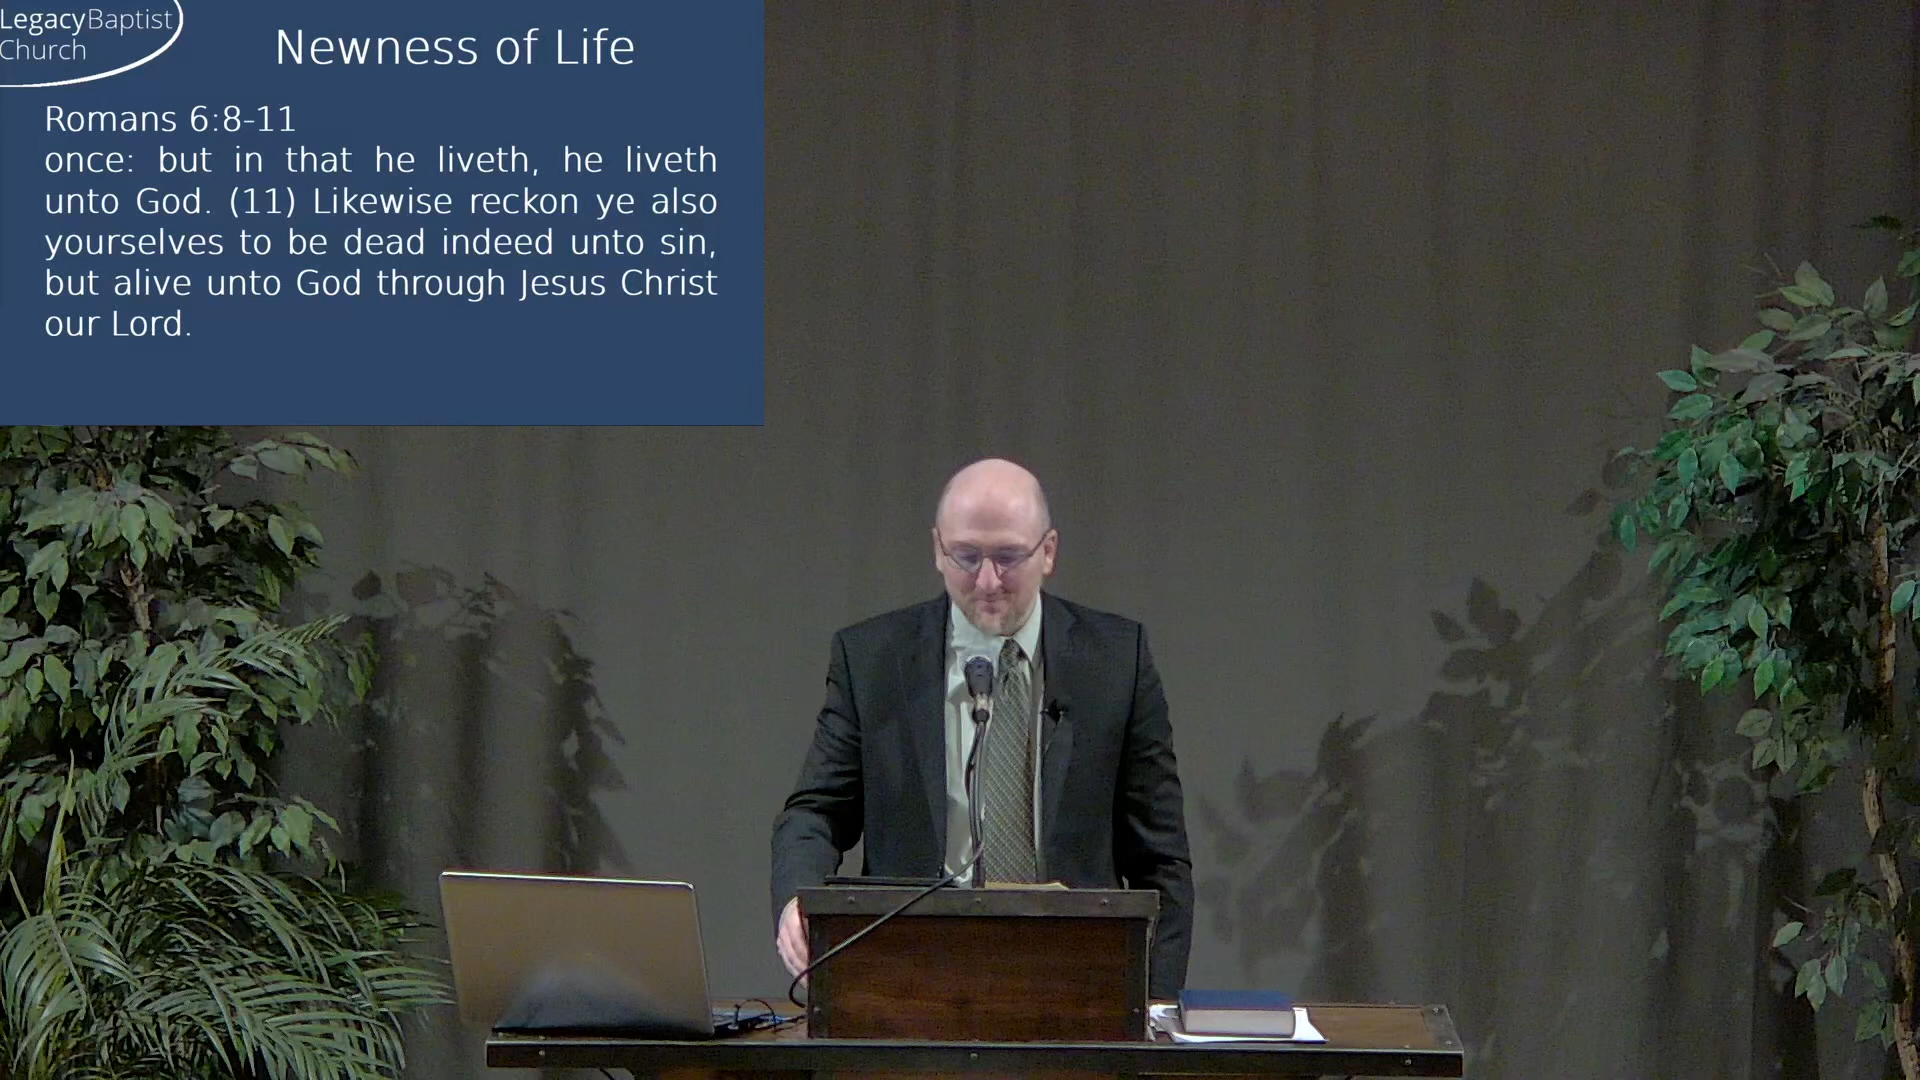 LegacyBaptist
Church
Newness of Life
Romans 6:8-11
once: but in that he liveth, he liveth
unto God. (11) Likewise reckon ye also
yourselves to be dead indeed unto sin,
but alive unto God through Jesus Christ
our Lord.